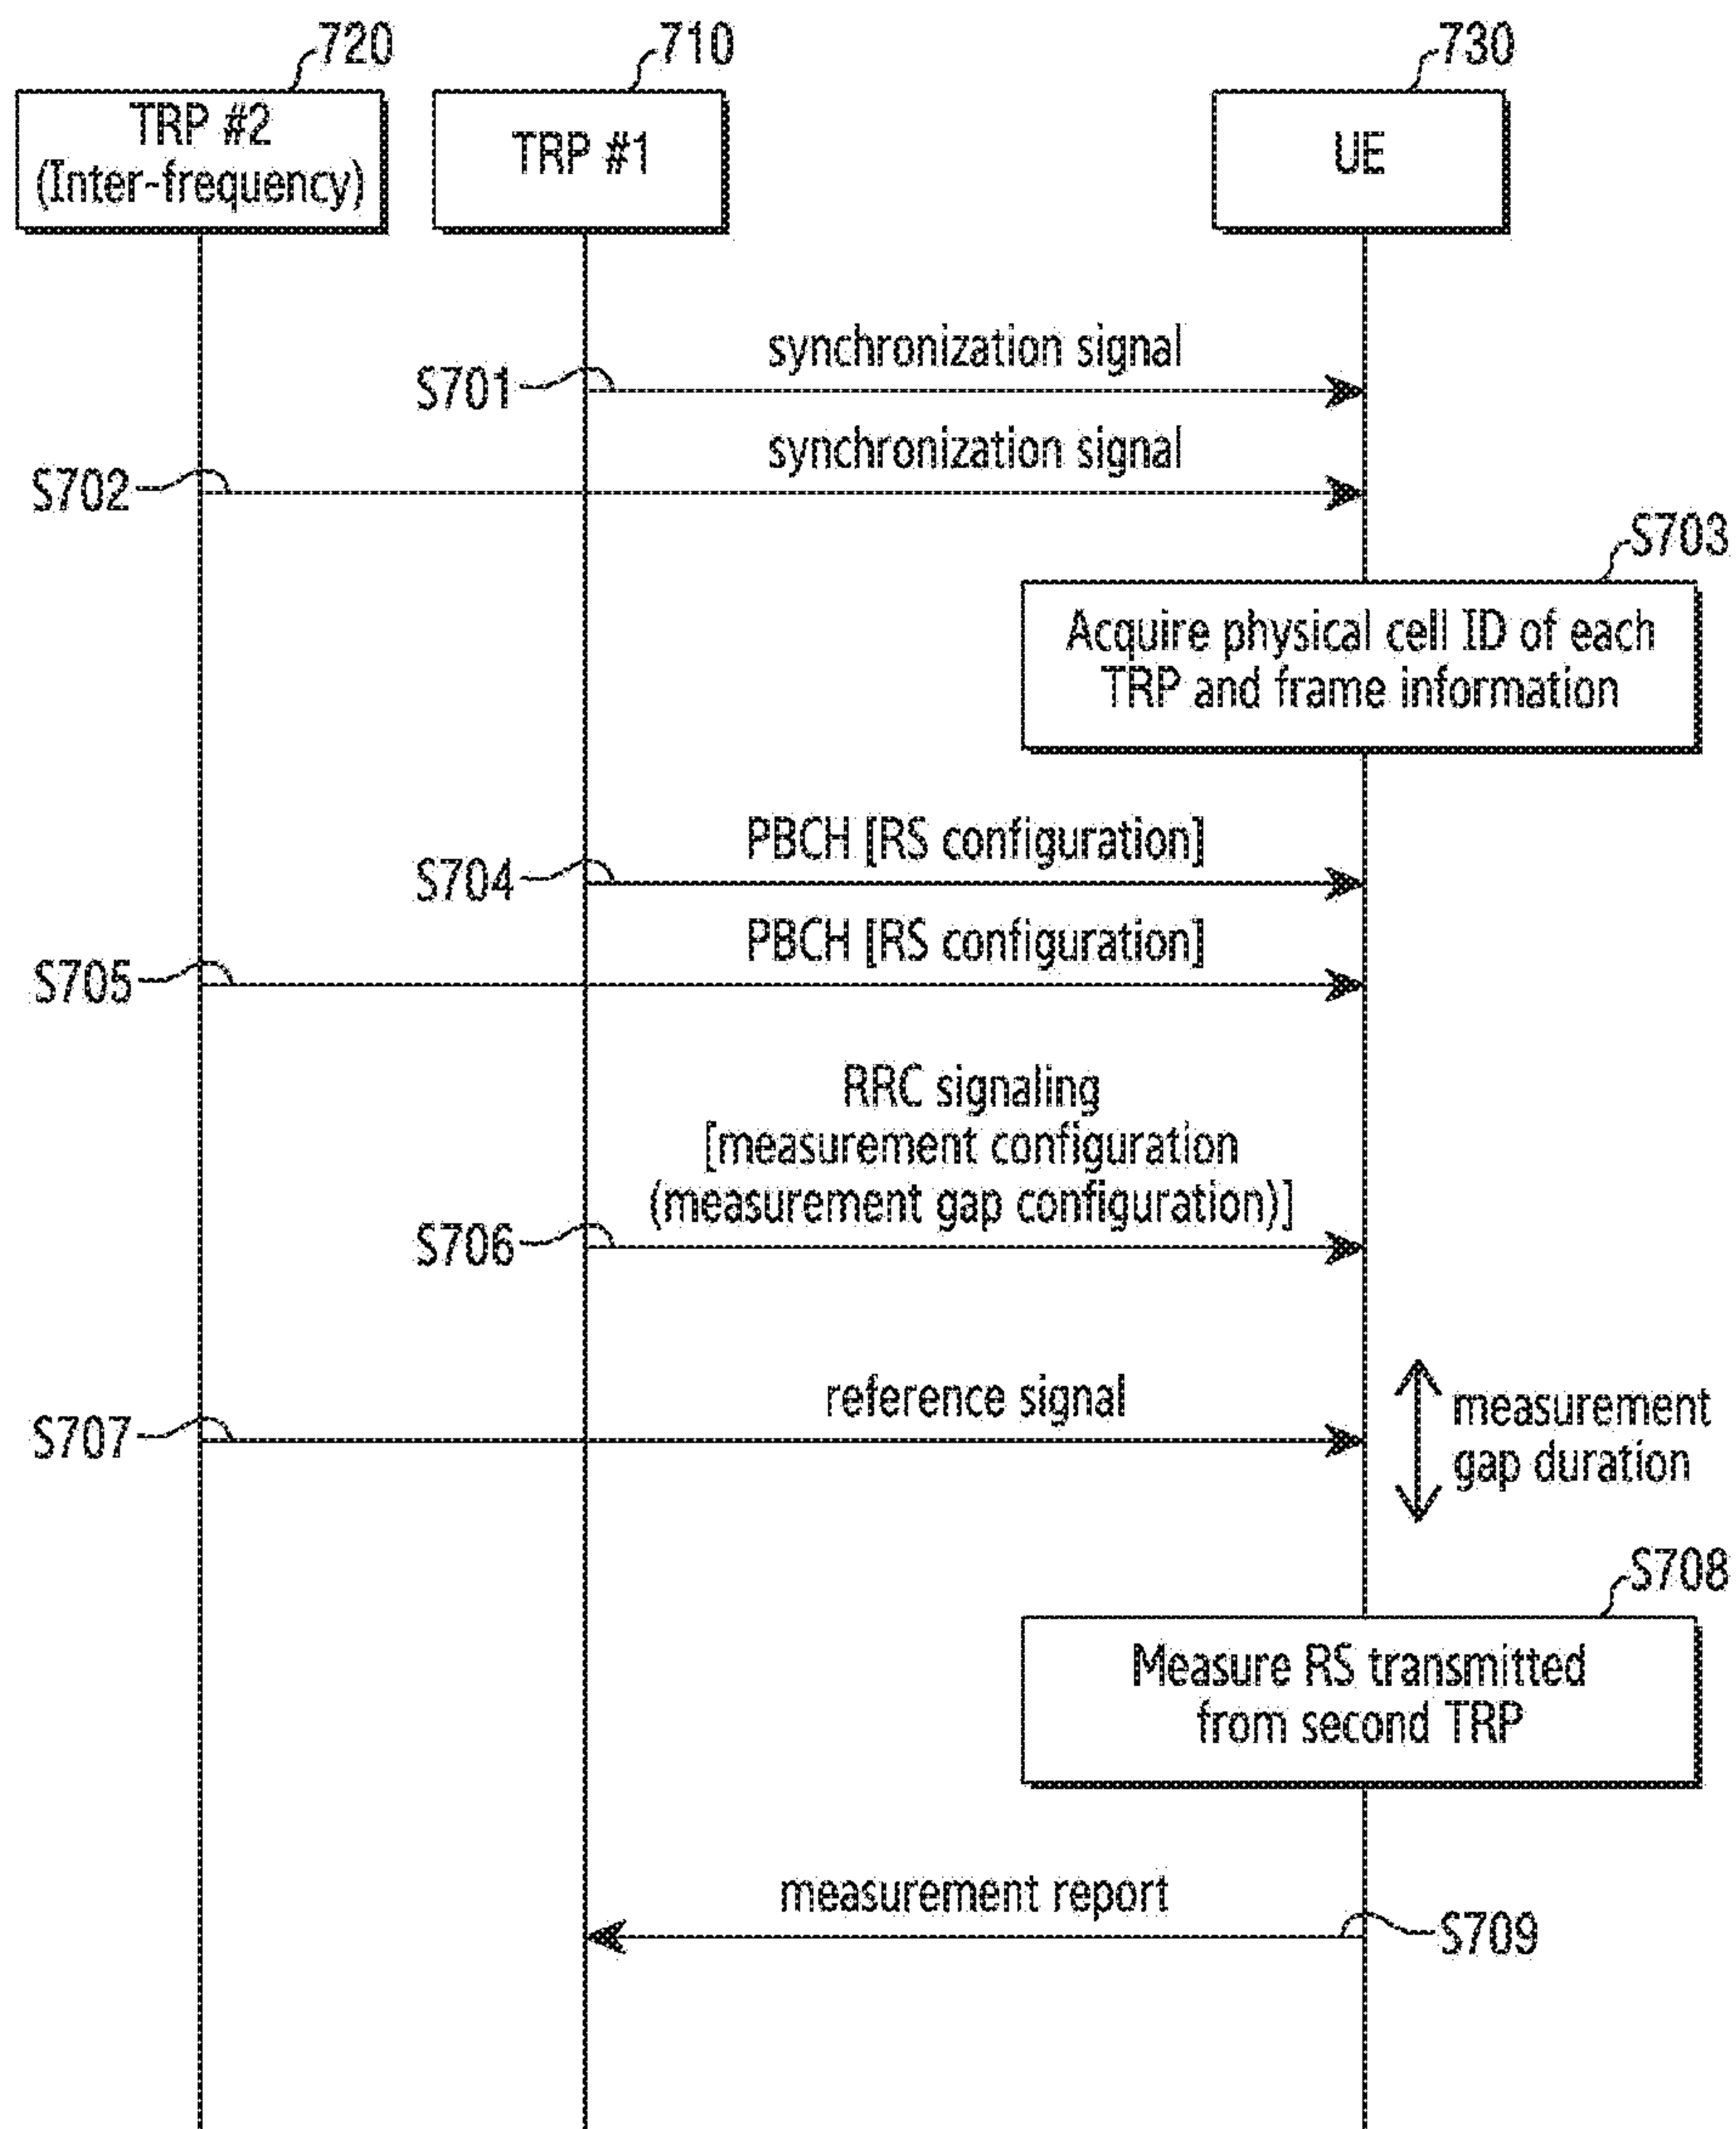 720
710
730
TRP #2
(Inter-frequency)
TRP #1
UE
synchronization signal
S701
synchronization signal
S702
S703
Acquire physical cell ID of each
TRP and frame information
PBCH [RS configuration]
S704
PBCH [RS configuration]
S705
RRC signaling
[measurement configuration
(measurement gap configuration)]
S706
reference signal
S707
measurement
gap duration
S708
Measure RS transmitted
from second TRP
measurement report
S709